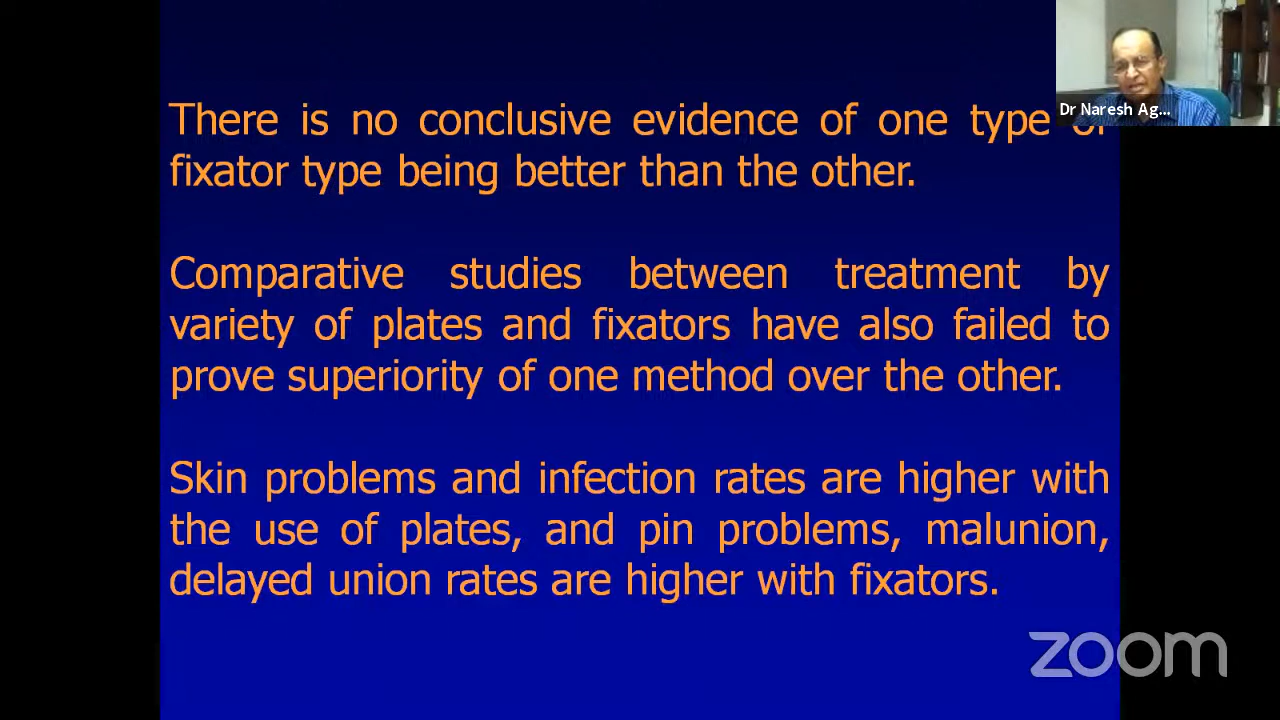 There is no conclusive evidence of one type of
fixator type being better than the other.
Comparative studies between treatment by
variety of plates and fixators have also failed to
prove superiority of one method over the other.
Skin problems and infection rates are higher with
the use of plates, and pin problems, malunion,
delayed union rates are higher with fixators.
Dr Naresh Ag...
zoom